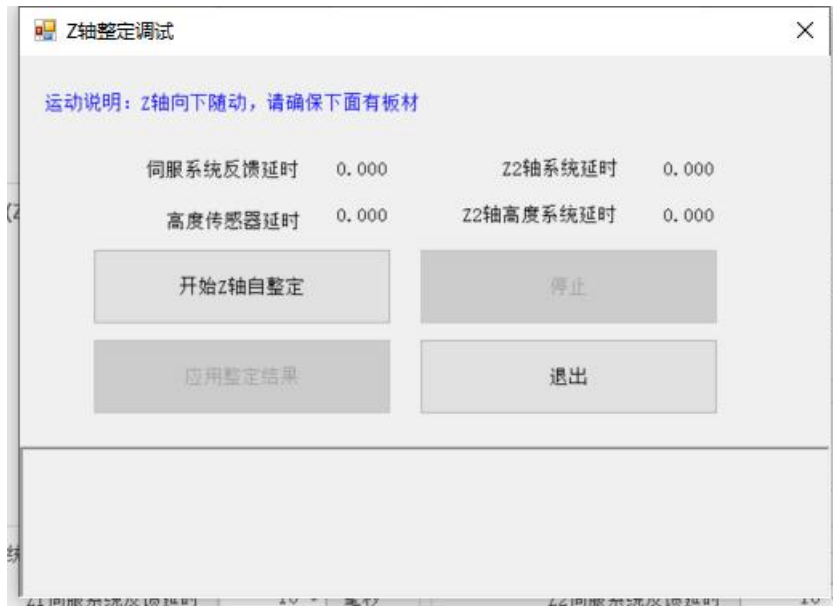 Z轴整定调试
运动说明：Z轴向下随动，请确保下面有板材
伺服系统反馈延时 0.000 Z2轴系统延时 0.000
高度传感器延时 0.000 Z2轴高度系统延时 0.000
开始Z轴自整定 停止
应用整定结果 退出